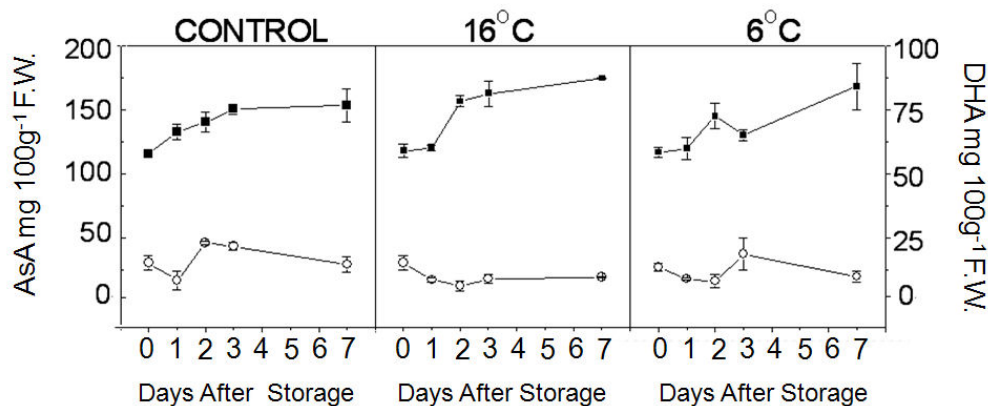 CONTROL 16°C 6°C
200 100
150 75
100 50
50 25
0 0
AsA mg 100g-1 F.W.
DHA mg 100g-1 F.W.
0 1 2 3 4 5 6 7 0 1 2 3 4 5 6 7 0 1 2 3 4 5 6 7
Days After Storage Days After Storage Days After Storage